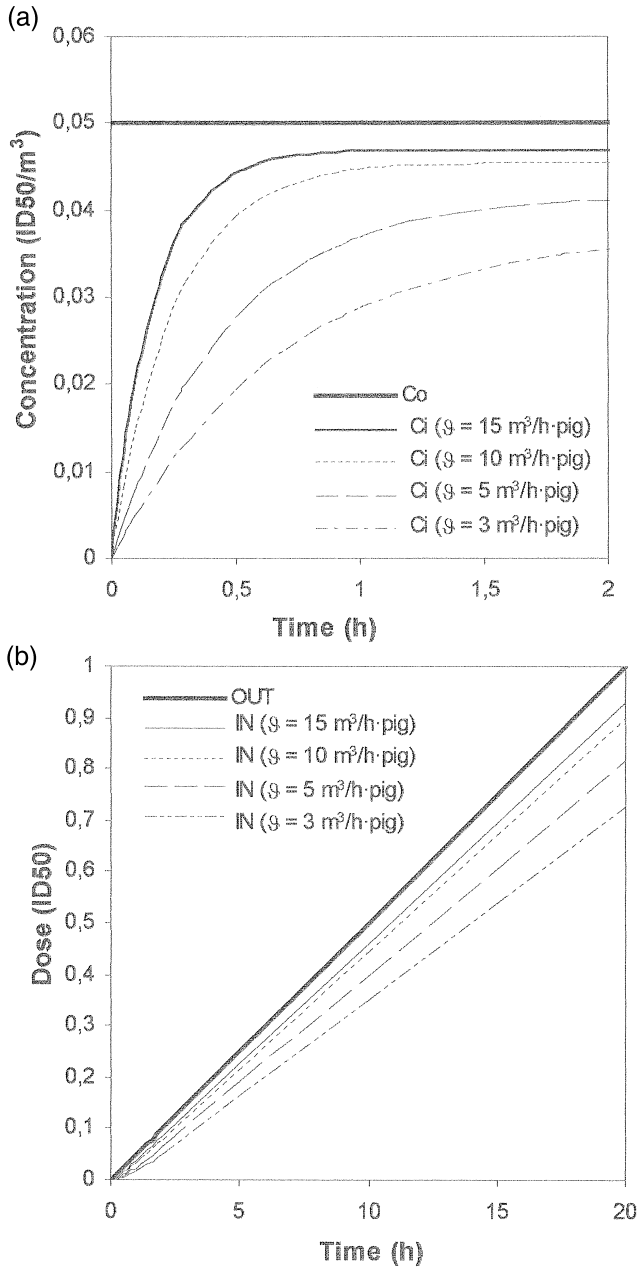 (a)
0,06
0,05
0,04
0,03
0,02
0,01
0
Concentration (ID50/m³)
Co
Ci (ϑ = 15 m³/h·pig)
Ci (ϑ = 10 m³/h·pig)
Ci (ϑ = 5 m³/h·pig)
Ci (ϑ = 3 m³/h·pig)
0 0,5 1 1,5 2
Time (h)
(b)
1
0,9
0,8
0,7
0,6
0,5
0,4
0,3
0,2
0,1
0
Dose (ID50)
OUT
IN (ϑ = 15 m³/h·pig)
IN (ϑ = 10 m³/h·pig)
IN (ϑ = 5 m³/h·pig)
IN (ϑ = 3 m³/h·pig)
0 5 10 15 20
Time (h)